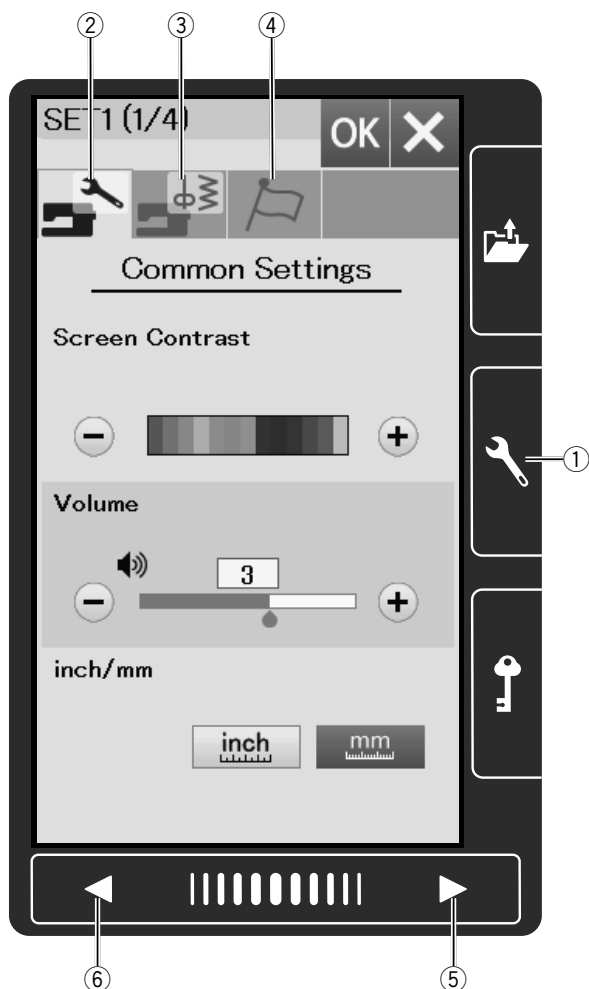 ② ③ ④
SET1 (1/4)
OK
Common Settings
Screen Contrast
①
Volume
3
inch/mm
inch mm
⑥ ⑤